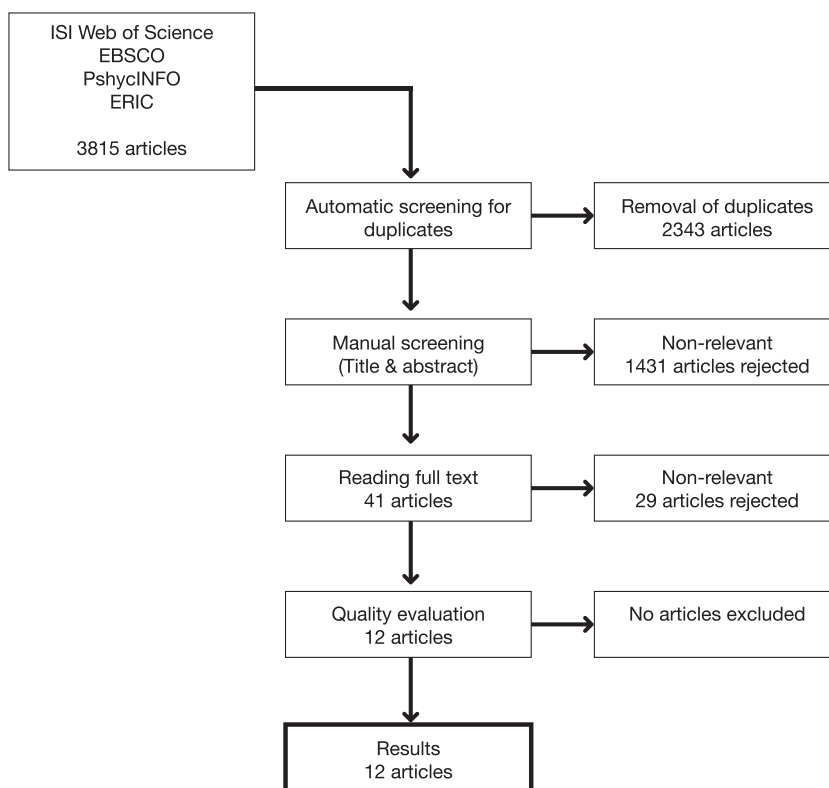 ISI Web of Science
EBSCO
PshycINFO
ERIC
3815 articles
Automatic screening for
duplicates
Removal of duplicates
2343 articles
Manual screening
(Title & abstract)
Non-relevant
1431 articles rejected
Reading full text
41 articles
Non-relevant
29 articles rejected
Quality evaluation
12 articles
No articles excluded
Results
12 articles